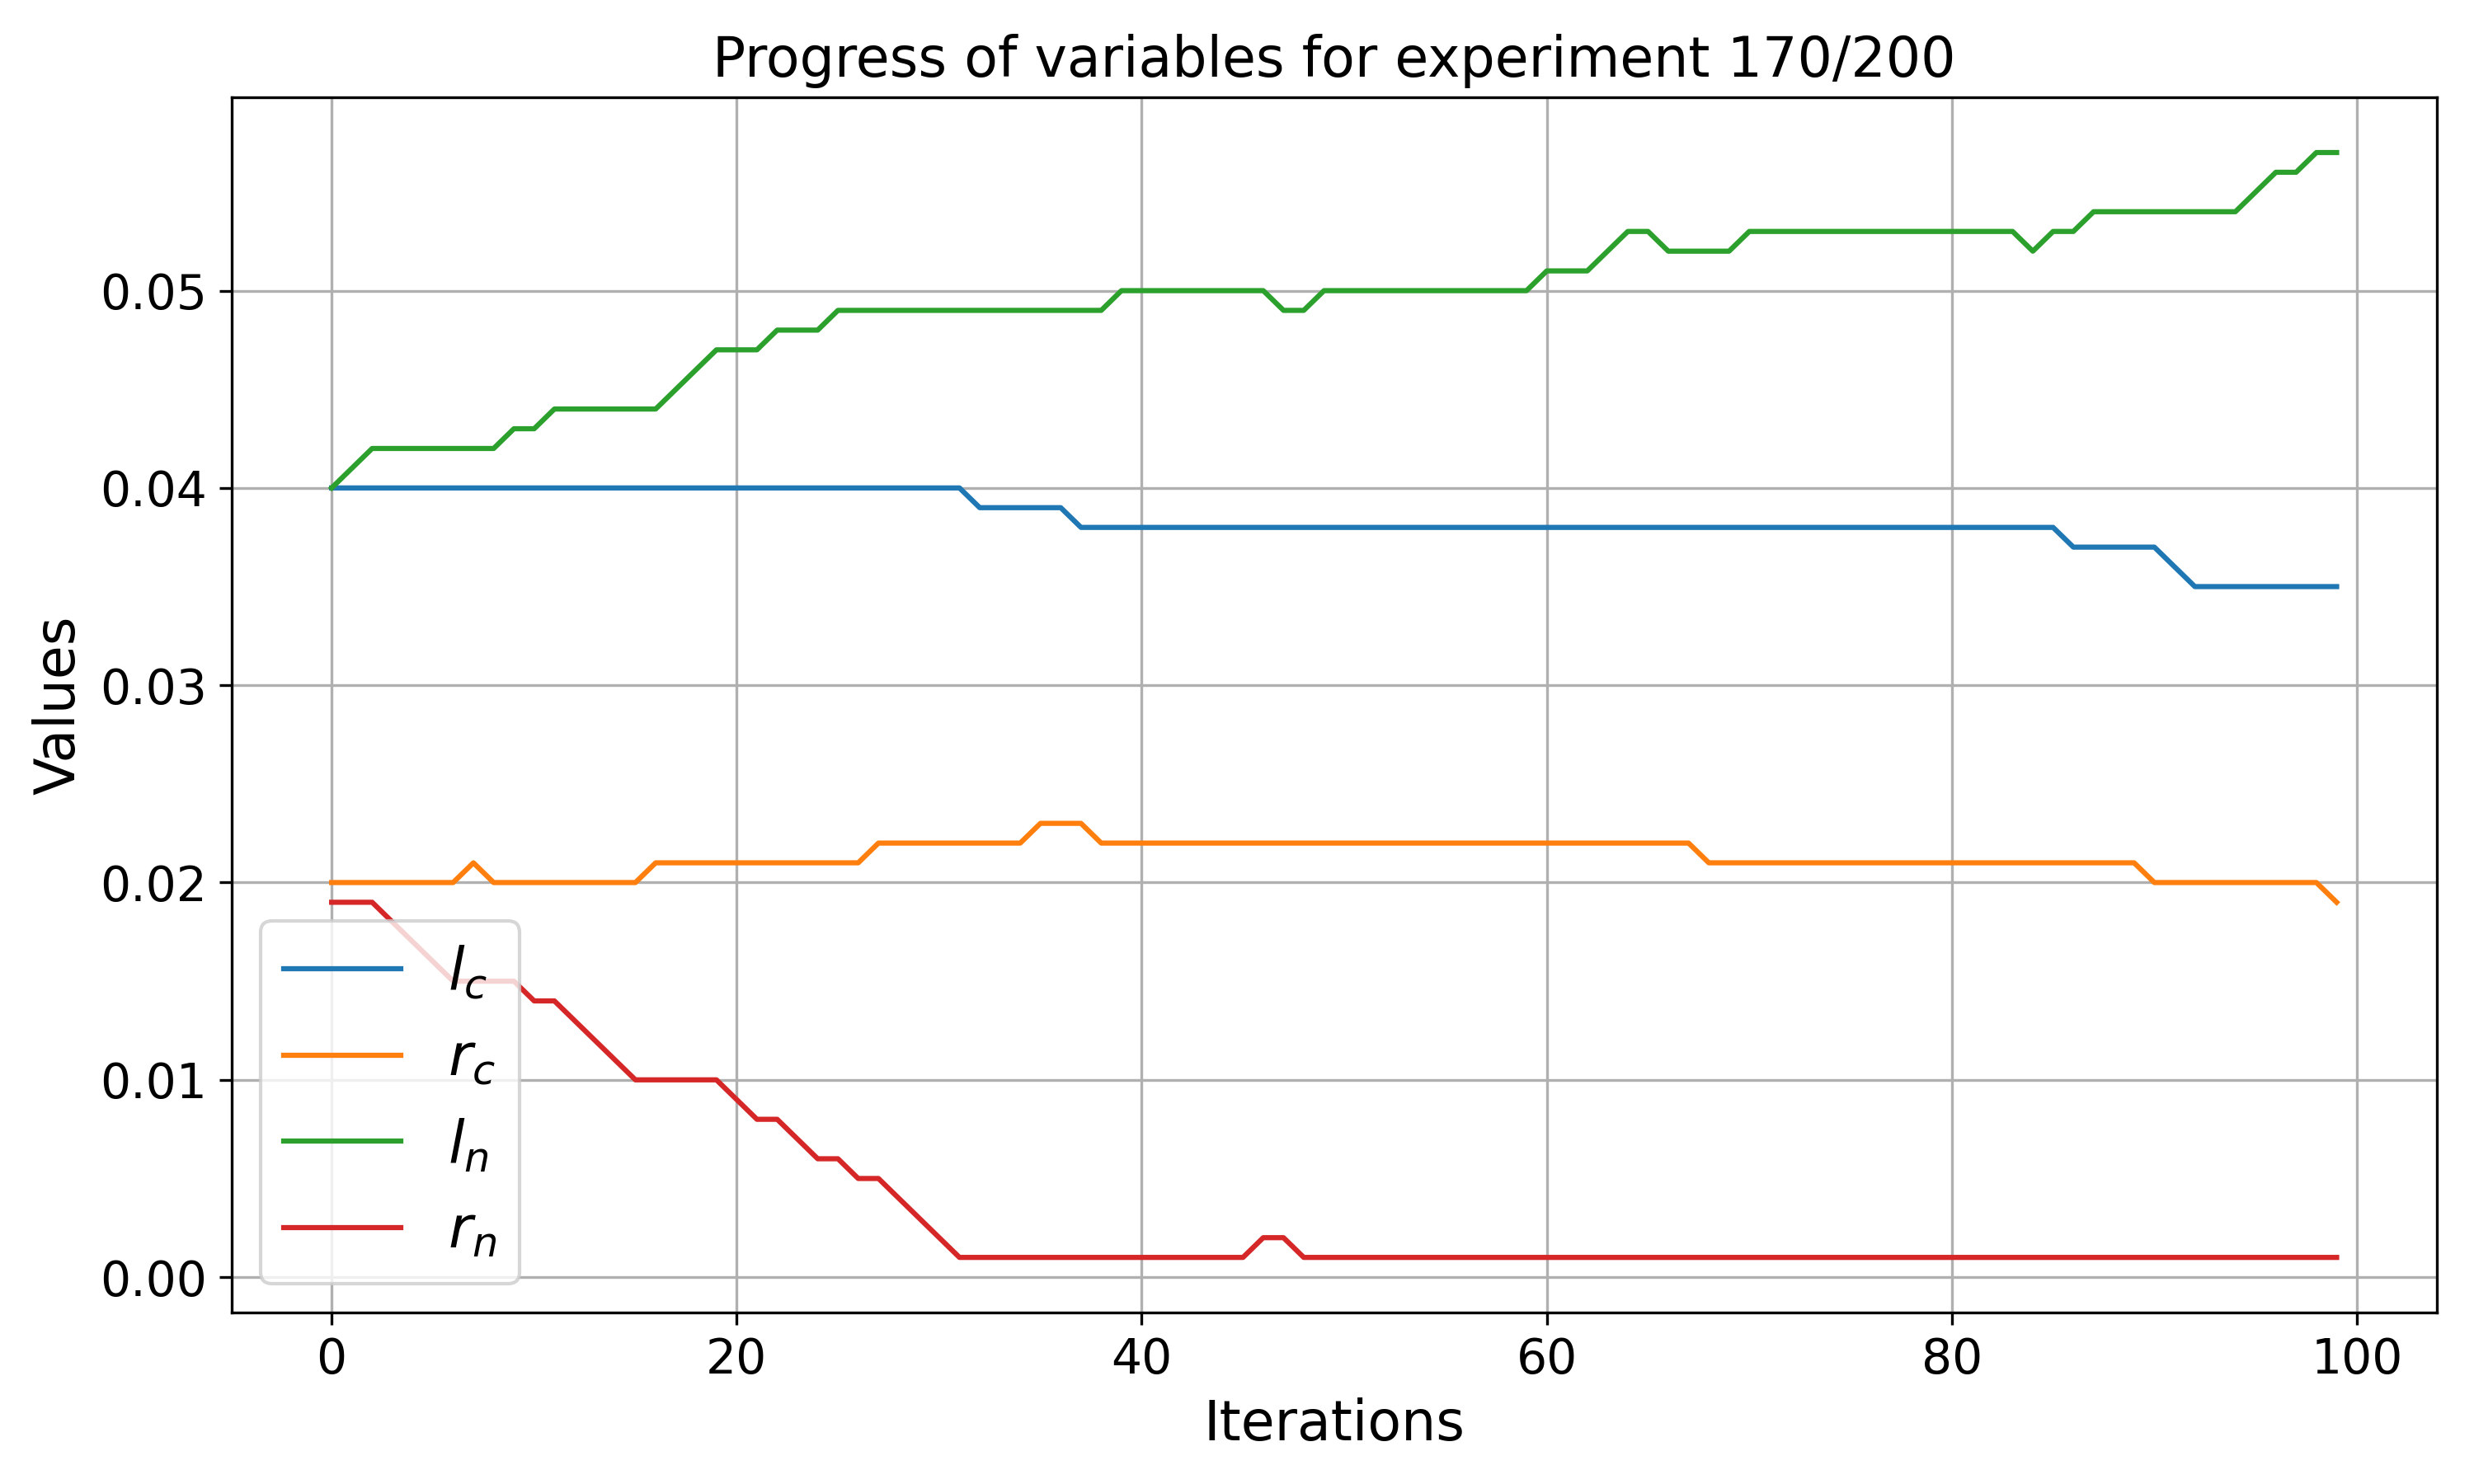 Progress of variables for experiment 170/200
Values
0.05
0.04
0.03
0.02
0.01
0.00
l_c
r_c
l_n
r_n
0 20 40 60 80 100
Iterations